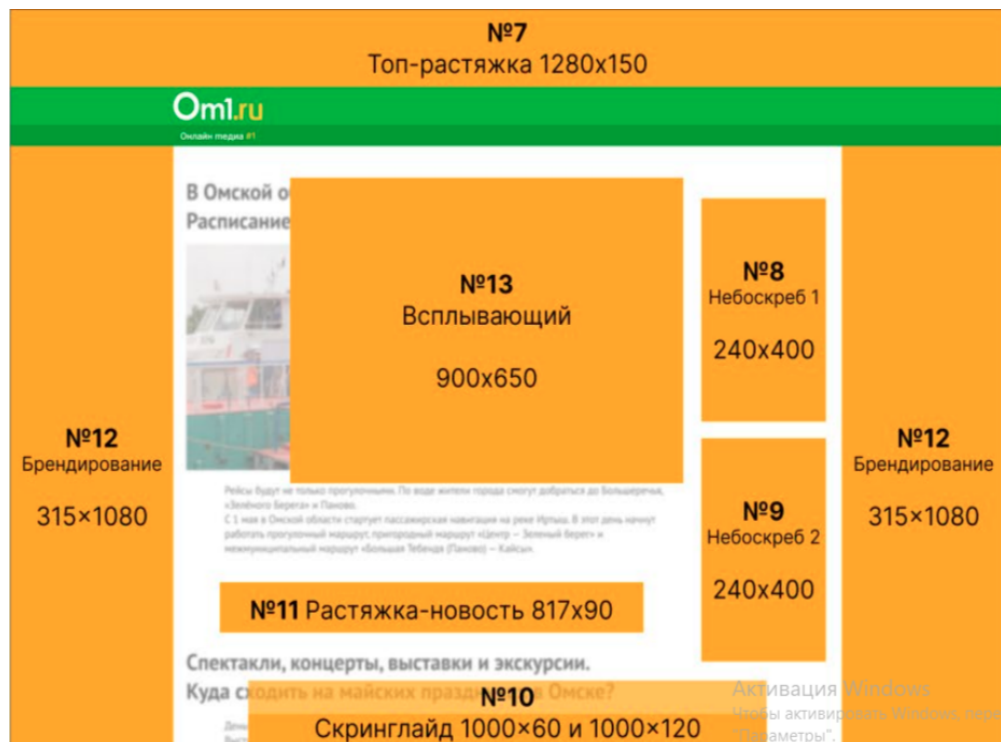 №7
Топ-растяжка 1280x150
Om1.ru
Онлайн медиа #1
В Омской о
Расписание
№13
Всплывающий
900x650
№8
Небоскреб 1
240x400
№12
Брендирование
315×1080
№12
Брендирование
315×1080
Рейсы будут не только прогулочными. По воде жители города смогут добраться до Большеречья,
«Зелёного Берега» и Паново.
С 1 мая в Омской области стартует пассажирская навигация на реке Иртыш. В этот день начнут
работать прогулочный маршрут, пригородный маршрут «Центр — Зеленый берег» и
межмуниципальный маршрут «Большая Тебендя (Паново) — Кайсы».
№9
Небоскреб 2
240x400
№11 Растяжка-новость 817x90
Спектакли, концерты, выставки и экскурсии.
Куда сходить на майских праздниках в Омске?
№10
Скринглайд 1000×60 и 1000×120
День
Активация Windows
Чтобы активировать Windows, пере
"Параметры".